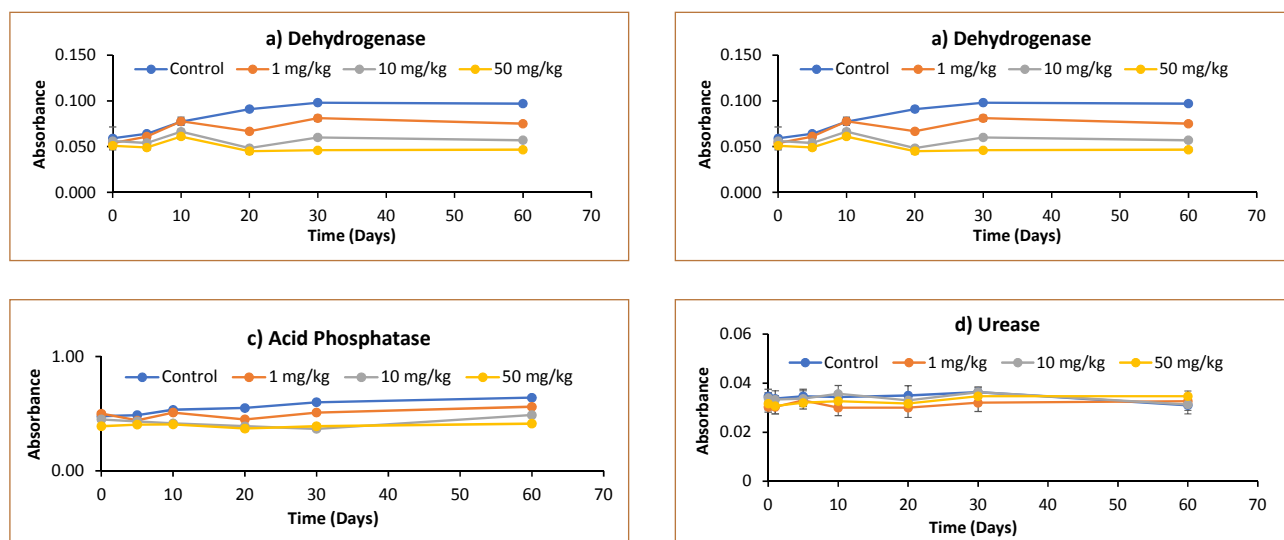 a) Dehydrogenase
0.150
Control 1 mg/kg 10 mg/kg 50 mg/kg
0.100
0.050
0.000
Absorbance
0 10 20 30 40 50 60 70
Time (Days)
a) Dehydrogenase
0.150
Control 1 mg/kg 10 mg/kg 50 mg/kg
0.100
0.050
0.000
Absorbance
0 10 20 30 40 50 60 70
Time (Days)
c) Acid Phosphatase
1.00
Control 1 mg/kg 10 mg/kg 50 mg/kg
0.00
Absorbance
0 10 20 30 40 50 60 70
Time (Days)
d) Urease
0.06
Control 1 mg/kg 10 mg/kg 50 mg/kg
0.04
0.02
0
Absorbance
0 10 20 30 40 50 60 70
Time (Days)